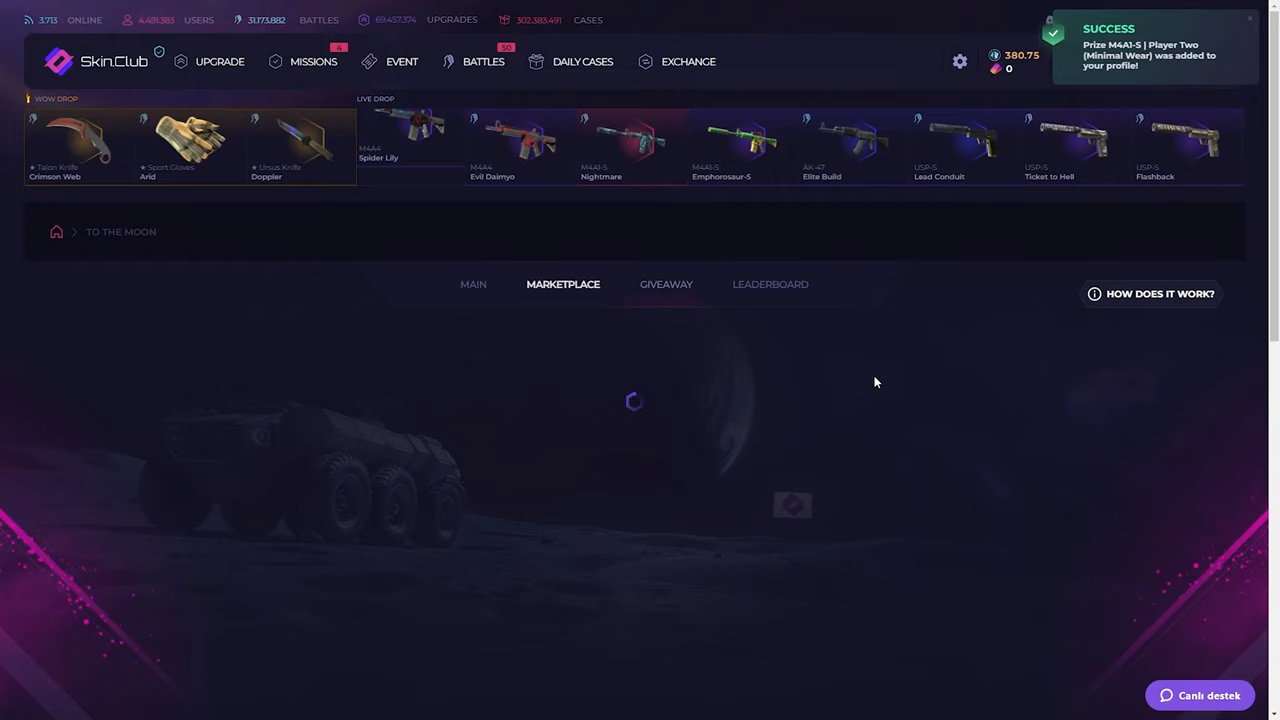 3.713 ONLINE 4.491.383 USERS 31.173.882 BATTLES 69.457.374 UPGRADES 302.383.491 CASES
SUCCESS
Prize M4A1-S | Player Two
(Minimal Wear) was added to
your profile!
Skin.Club UPGRADE MISSIONS 4 EVENT BATTLES 50 DAILY CASES EXCHANGE
380.75
0
WOW DROP
LIVE DROP
★ Talon Knife
Crimson Web
★ Sport Gloves
Arid
★ Ursus Knife
Doppler
M4A4
Spider Lily
M4A4
Evil Daimyo
M4A1-S
Nightmare
M4A1-S
Emphorosaur-S
AK-47
Elite Build
USP-S
Lead Conduit
USP-S
Ticket to Hell
USP-S
Flashback
TO THE MOON
MAIN MARKETPLACE GIVEAWAY LEADERBOARD
HOW DOES IT WORK?
Canlı destek